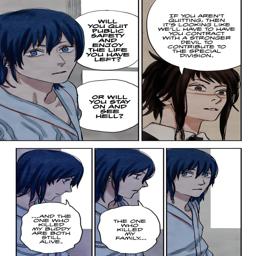 WILL
YOU QUIT
PUBLIC
SAFETY
AND
ENJOY
THE LIFE
YOU HAVE
LEFT?
OR WILL
YOU STAY
ON AND
SEE
HELL?
IF YOU AREN'T
QUITTING, THEN
IT'S LOOKING LIKE
WE'LL HAVE TO HAVE
YOU CONTRACT
WITH A STRONGER
DEVIL TO
CONTRIBUTE TO
THE SPECIAL
DIVISION.
...AND THE
ONE WHO
KILLED
MY BUDDY
ARE BOTH
STILL
ALIVE.
THE ONE
WHO
KILLED MY
FAMILY...